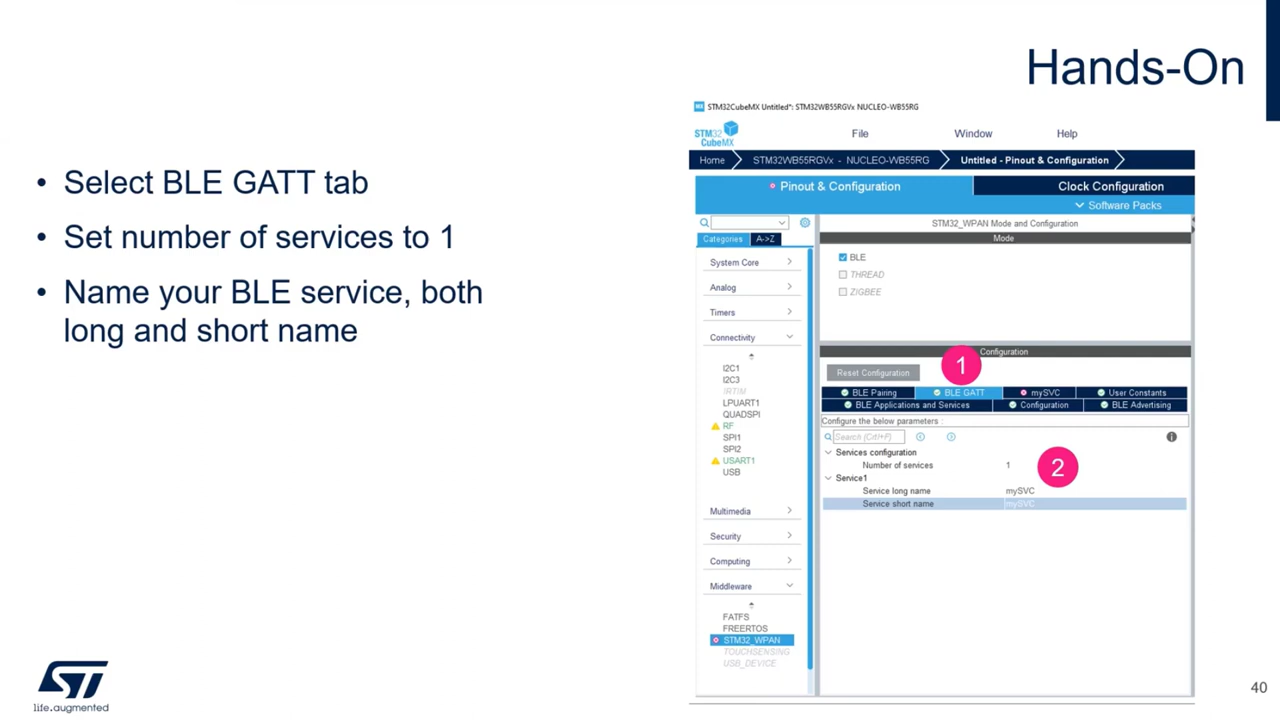 Hands-On
• Select BLE GATT tab
• Set number of services to 1
• Name your BLE service, both
long and short name
MX STM32CubeMX Untitled*: STM32WB55RGVx NUCLEO-WB55RG
STM32
CubeMX
File Window Help
Home STM32WB55RGVx - NUCLEO-WB55RG Untitled - Pinout & Configuration
Pinout & Configuration Clock Configuration
Software Packs
Categories A->Z
System Core
Analog
Timers
Connectivity
I2C1
I2C3
IRTIM
LPUART1
QUADSPI
RF
SPI1
SPI2
USART1
USB
Multimedia
Security
Computing
Middleware
FATFS
FREERTOS
STM32_WPAN
TOUCHSENSING
USB_DEVICE
STM32_WPAN Mode and Configuration
Mode
BLE
THREAD
ZIGBEE
Configuration
Reset Configuration
1
BLE Pairing BLE GATT mySVC User Constants
BLE Applications and Services Configuration BLE Advertising
Configure the below parameters :
Search (Crtl+F)
Services configuration
Number of services 1
2
Service1
Service long name mySVC
Service short name mySVC
ST
life.augmented
40